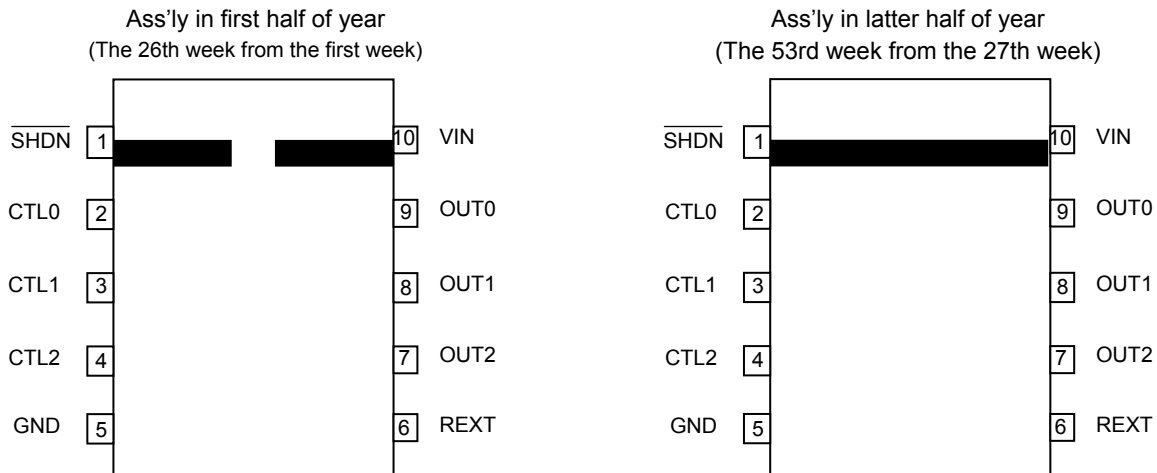 Ass'ly in first half of year
(The 26th week from the first week)
SHDN 1 10 VIN
CTL0 2 9 OUT0
CTL1 3 8 OUT1
CTL2 4 7 OUT2
GND 5 6 REXT
Ass'ly in latter half of year
(The 53rd week from the 27th week)
SHDN 1 10 VIN
CTL0 2 9 OUT0
CTL1 3 8 OUT1
CTL2 4 7 OUT2
GND 5 6 REXT